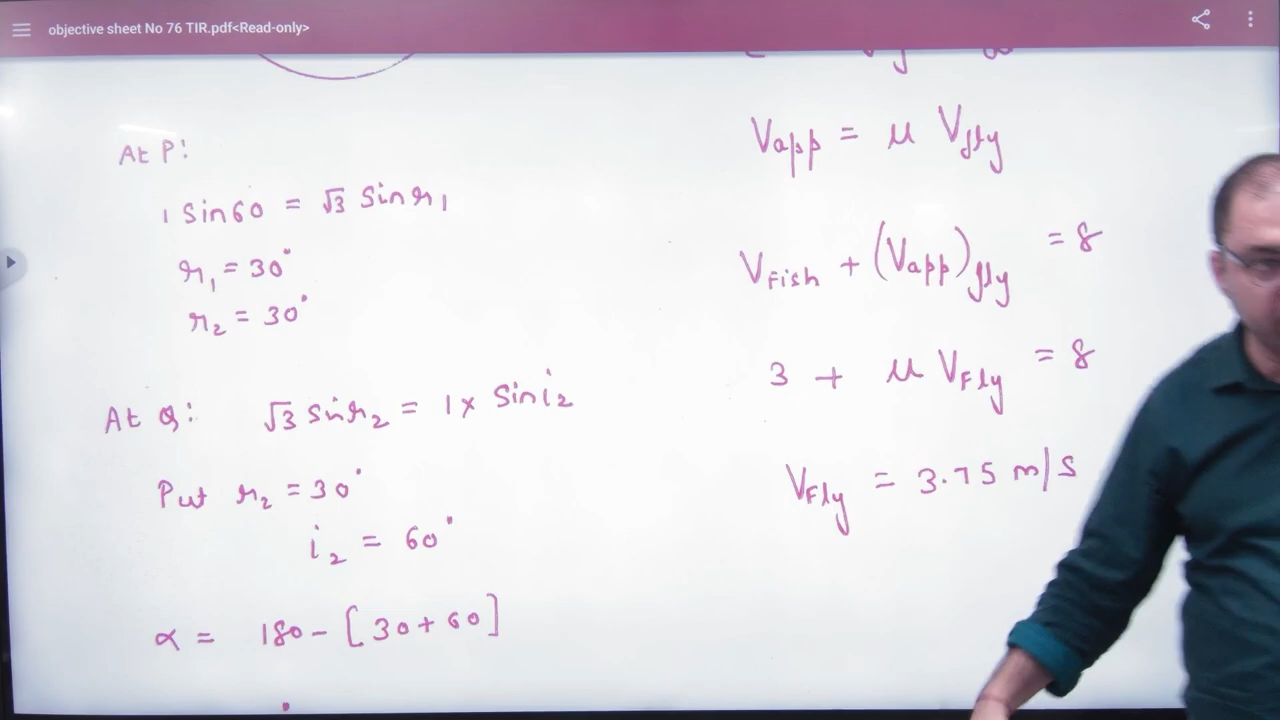 objective sheet No 76 TIR.pdf<Read-only>
At P:
1 Sin60 = √3 Sin r₁
r₁ = 30°
r₂ = 30°
At Q: √3 sin r₂ = 1 x Sin i₂
Put r₂ = 30°
i₂ = 60°
α = 180 - [30 + 60]
Vapp = μ Vfly
VFish + (Vapp)fly = 8
3 + μ VFly = 8
VFly = 3.75 m/s